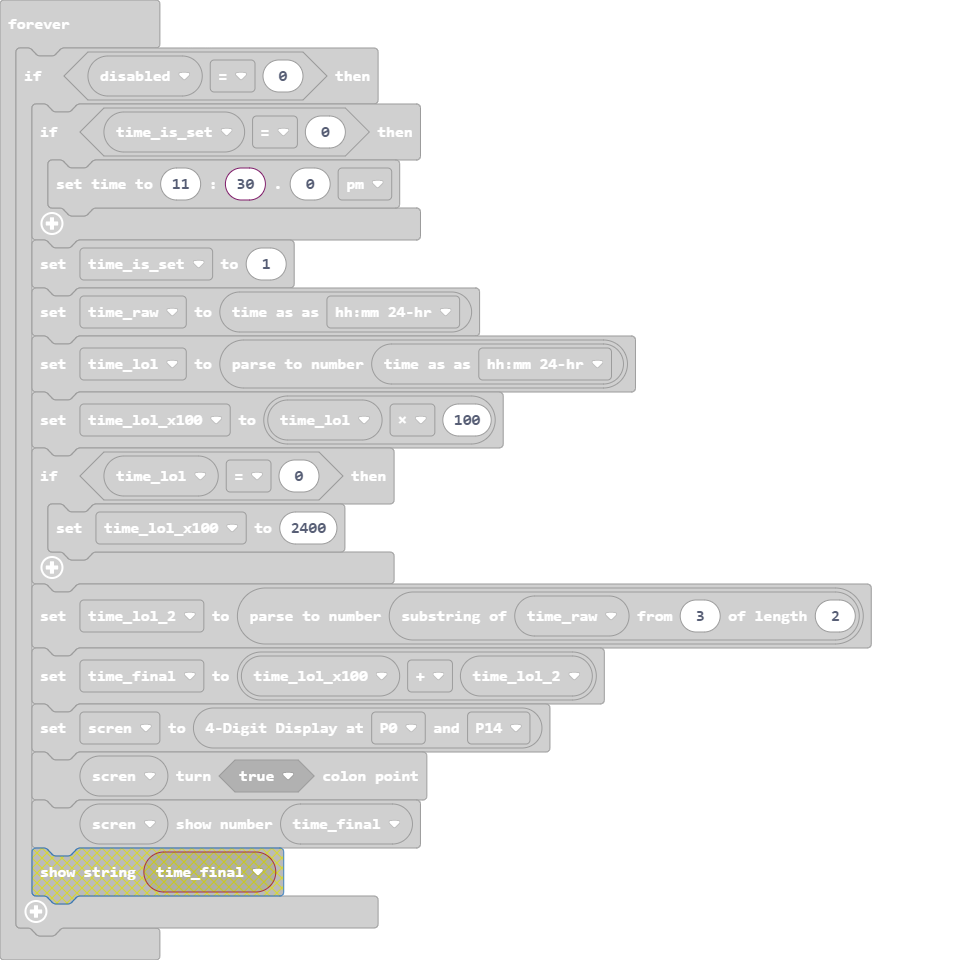 forever
if disabled = 0 then
if time_is_set = 0 then
set time to 11 : 30 . 0 pm
set time_is_set to 1
set time_raw to time as as hh:mm 24-hr
set time_lol to parse to number time as as hh:mm 24-hr
set time_lol_x100 to time_lol × 100
if time_lol = 0 then
set time_lol_x100 to 2400
set time_lol_2 to parse to number substring of time_raw from 3 of length 2
set time_final to time_lol_x100 + time_lol_2
set scren to 4-Digit Display at P0 and P14
scren turn true colon point
scren show number time_final
show string time_final